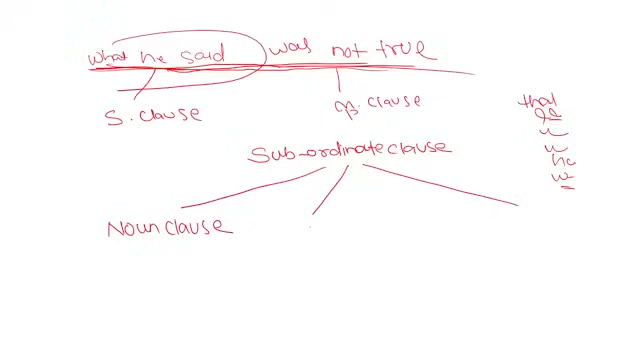 what he said was not true
S. clause
clause
Sub-ordinate clause
that
Noun clause